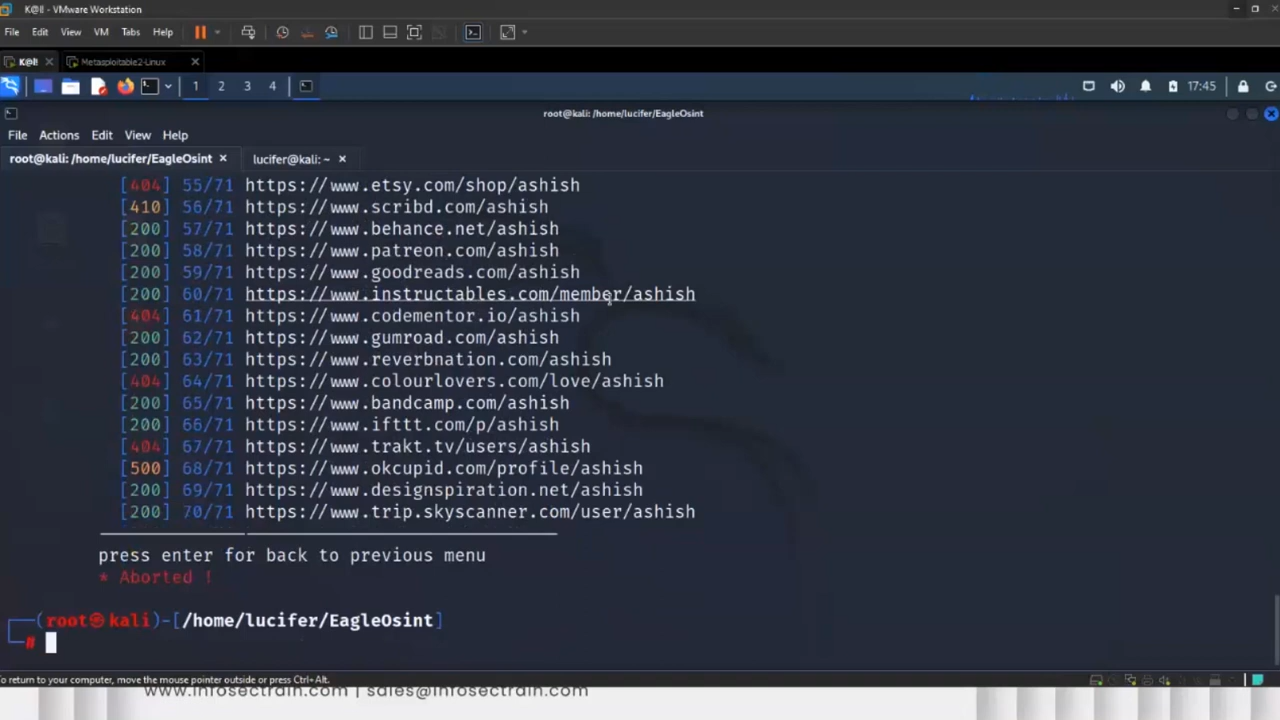 K@!! - VMware Workstation
File Edit View VM Tabs Help
K@!! Metasploitable2-Linux
1 2 3 4 17:45
root@kali: /home/lucifer/EagleOsint
File Actions Edit View Help
root@kali: /home/lucifer/EagleOsint lucifer@kali: ~
[404] 55/71 https://www.etsy.com/shop/ashish
[410] 56/71 https://www.scribd.com/ashish
[200] 57/71 https://www.behance.net/ashish
[200] 58/71 https://www.patreon.com/ashish
[200] 59/71 https://www.goodreads.com/ashish
[200] 60/71 https://www.instructables.com/member/ashish
[404] 61/71 https://www.codementor.io/ashish
[200] 62/71 https://www.gumroad.com/ashish
[200] 63/71 https://www.reverbnation.com/ashish
[404] 64/71 https://www.colourlovers.com/love/ashish
[200] 65/71 https://www.bandcamp.com/ashish
[200] 66/71 https://www.ifttt.com/p/ashish
[404] 67/71 https://www.trakt.tv/users/ashish
[500] 68/71 https://www.okcupid.com/profile/ashish
[200] 69/71 https://www.designspiration.net/ashish
[200] 70/71 https://www.trip.skyscanner.com/user/ashish
press enter for back to previous menu
* Aborted !
(root㉿kali)-[/home/lucifer/EagleOsint]
#
To return to your computer, move the mouse pointer outside or press Ctrl+Alt.
www.infosectrain.com | sales@infosectrain.com